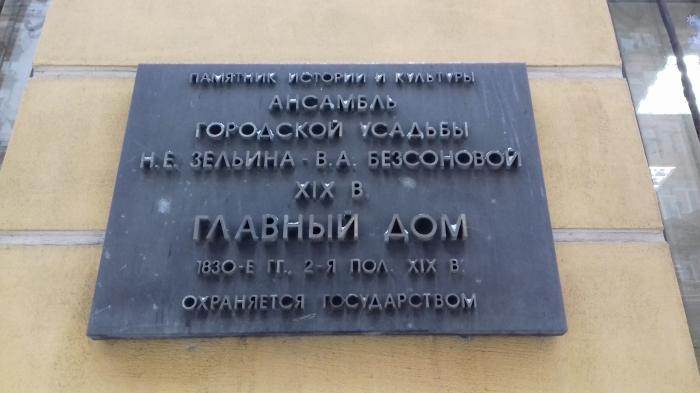 ПАМЯТНИК ИСТОРИИ И КУЛЬТУРЫ
АНСАМБЛЬ
ГОРОДСКОЙ УСАДЬБЫ
Н.Е. ЗЕЛЬИНА - В.А. БЕЗСОНОВОЙ
XIX В.
ГЛАВНЫЙ ДОМ
1830-Е ГГ., 2-Я ПОЛ. XIX В.
ОХРАНЯЕТСЯ ГОСУДАРСТВОМ